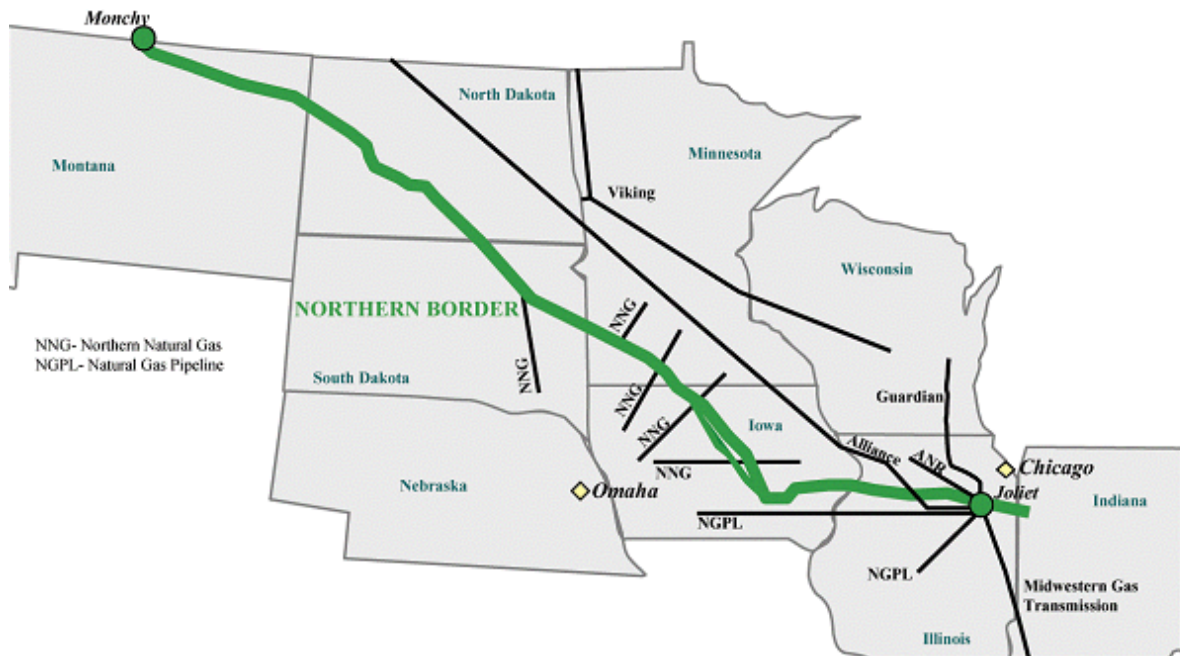 Monchy
North Dakota
Minnesota
Montana
Viking
Wisconsin
NORTHERN BORDER
NNG- Northern Natural Gas
NGPL- Natural Gas Pipeline
South Dakota
NNG
NNG
NNG
NNG
NNG
Iowa
Guardian
Alliance
ANR
Chicago
Nebraska
Omaha
Joliet
Indiana
NGPL
NGPL
Midwestern Gas
Transmission
Illinois